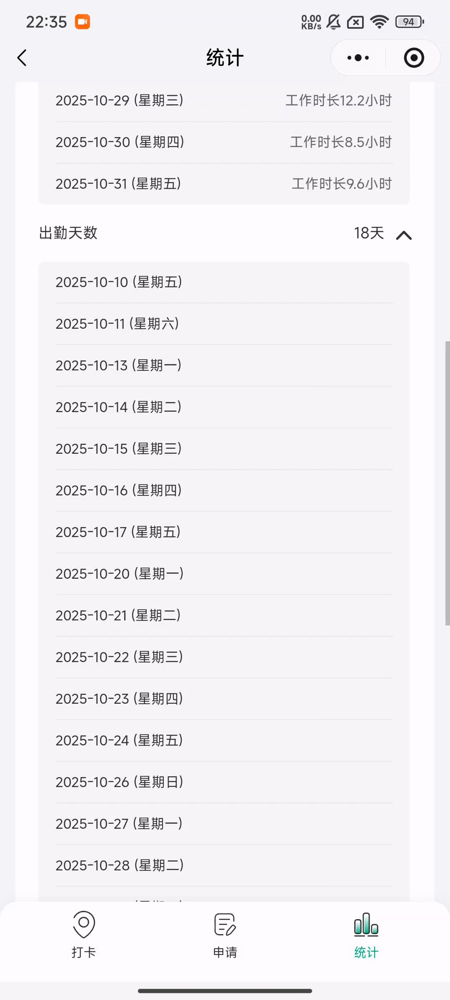 22:35
0.00
KB/s
94
统计
2025-10-29 (星期三) 工作时长12.2小时
2025-10-30 (星期四) 工作时长8.5小时
2025-10-31 (星期五) 工作时长9.6小时
出勤天数 18天
2025-10-10 (星期五)
2025-10-11 (星期六)
2025-10-13 (星期一)
2025-10-14 (星期二)
2025-10-15 (星期三)
2025-10-16 (星期四)
2025-10-17 (星期五)
2025-10-20 (星期一)
2025-10-21 (星期二)
2025-10-22 (星期三)
2025-10-23 (星期四)
2025-10-24 (星期五)
2025-10-26 (星期日)
2025-10-27 (星期一)
2025-10-28 (星期二)
打卡 申请 统计